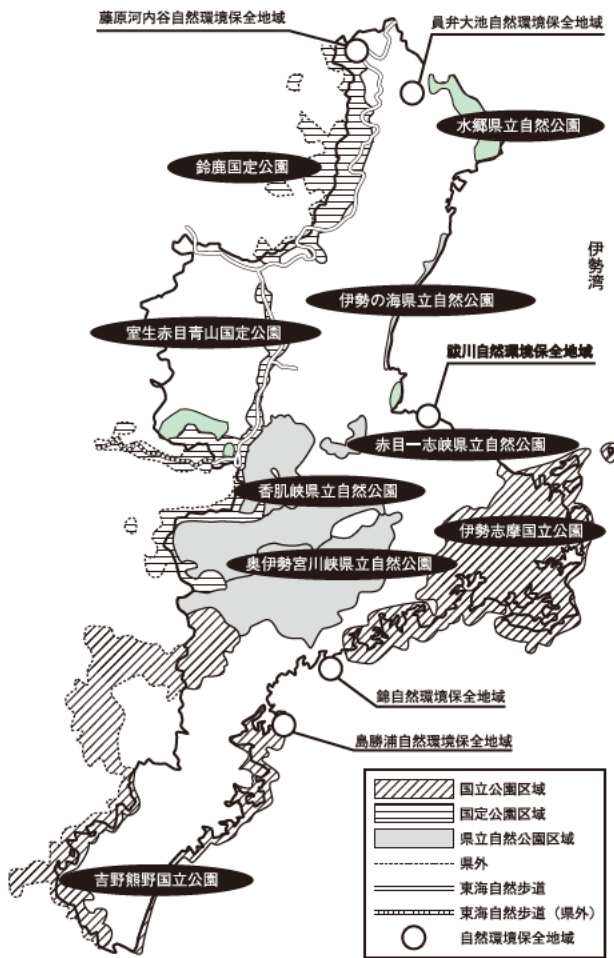 藤原河内谷自然環境保全地域
員弁大池自然環境保全地域
水郷県立自然公園
鈴鹿国定公園
伊勢湾
伊勢の海県立自然公園
室生赤目青山国定公園
祓川自然環境保全地域
赤目一志峡県立自然公園
香肌峡県立自然公園
伊勢志摩国立公園
奥伊勢宮川峡県立自然公園
錦自然環境保全地域
島勝浦自然環境保全地域
吉野熊野国立公園
国立公園区域
国定公園区域
県立自然公園区域
県外
東海自然歩道
東海自然歩道（県外）
自然環境保全地域